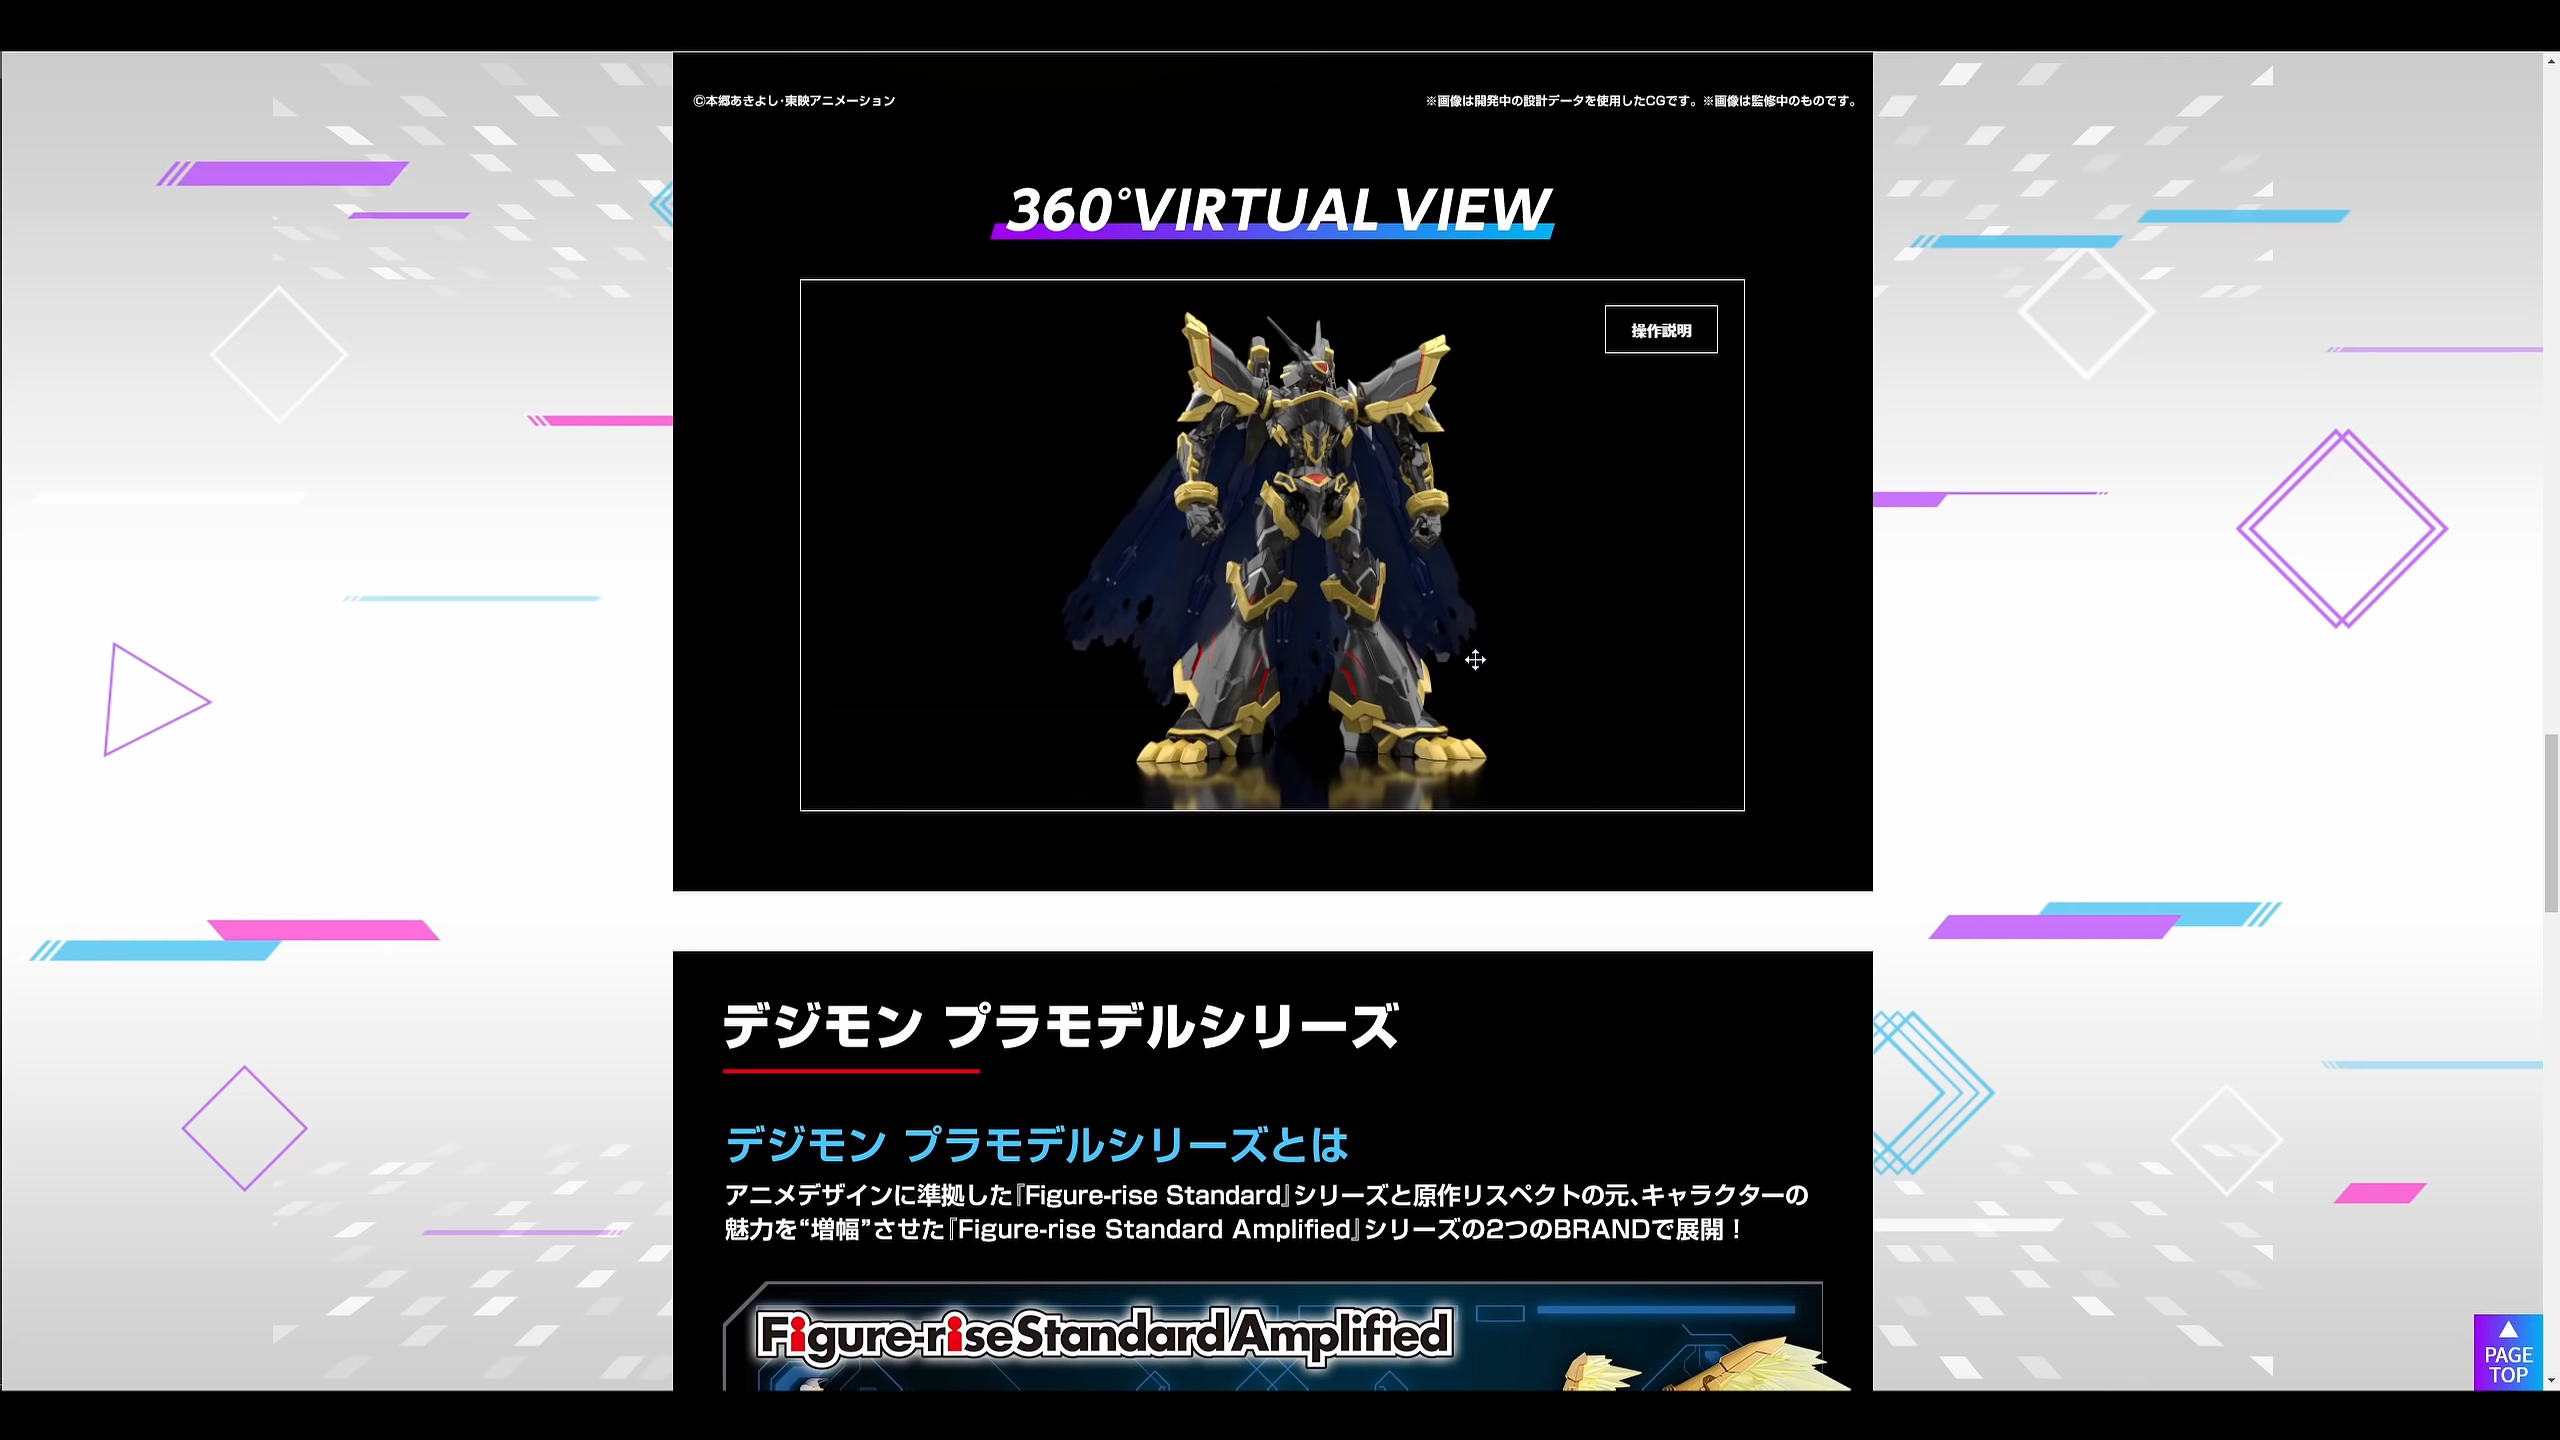 ©本郷あきよし・東映アニメーション
※画像は開発中の設計データを使用したCGです。※画像は監修中のものです。
360°VIRTUAL VIEW
操作説明
デジモン プラモデルシリーズ
デジモン プラモデルシリーズとは
アニメデザインに準拠した『Figure-rise Standard』シリーズと原作リスペクトの元、キャラクターの
魅力を“増幅”させた『Figure-rise Standard Amplified』シリーズの2つのBRANDで展開！
Figure-riseStandardAmplified
PAGE
TOP